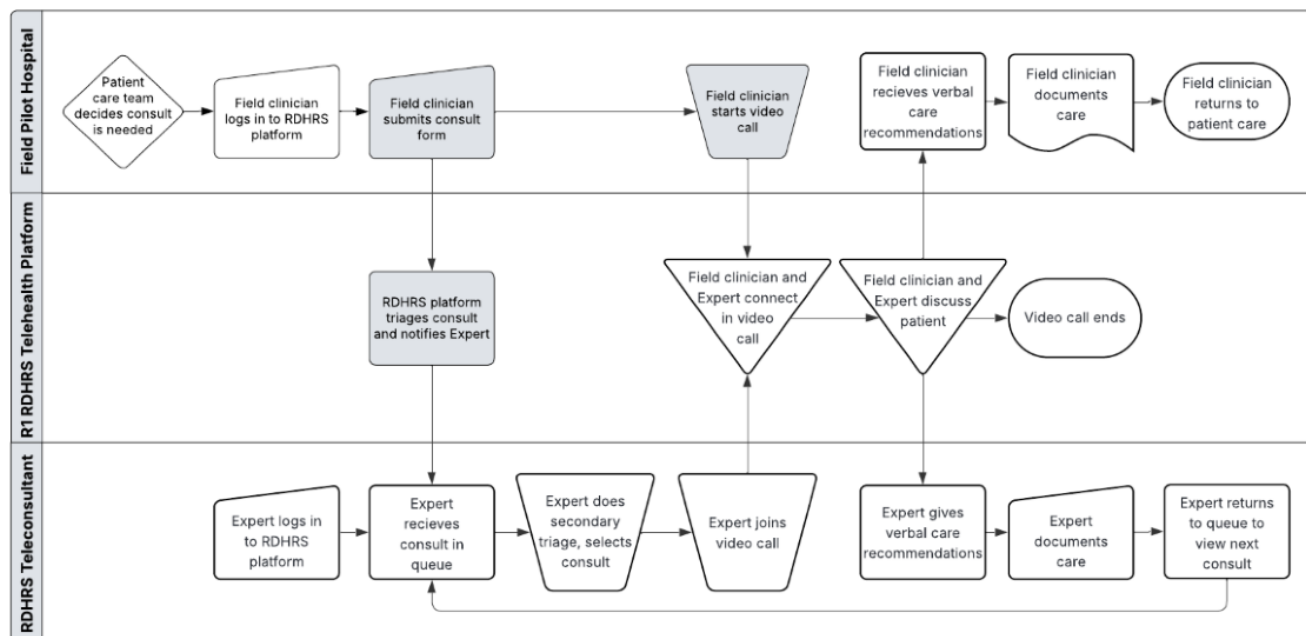 Field Pilot Hospital
Patient
care team
decides consult
is needed
Field clinician
logs in to RDHRS
platform
Field clinician
submits consult
form
Field clinician
starts video
call
Field clinician
recieves verbal
care
recommendations
Field clinician
documents
care
Field clinician
returns to
patient care
R1 RDHRS Telehealth Platform
RDHRS platform
triages consult
and notifies Expert
Field clinician and
Expert connect
in video
call
Field clinician and
Expert discuss
patient
Video call ends
RDHRS Teleconsultant
Expert logs in
to RDHRS
platform
Expert
recieves
consult in
queue
Expert does
secondary
triage, selects
consult
Expert joins
video call
Expert gives
verbal care
recommendations
Expert
documents
care
Expert returns
to queue to
view next
consult